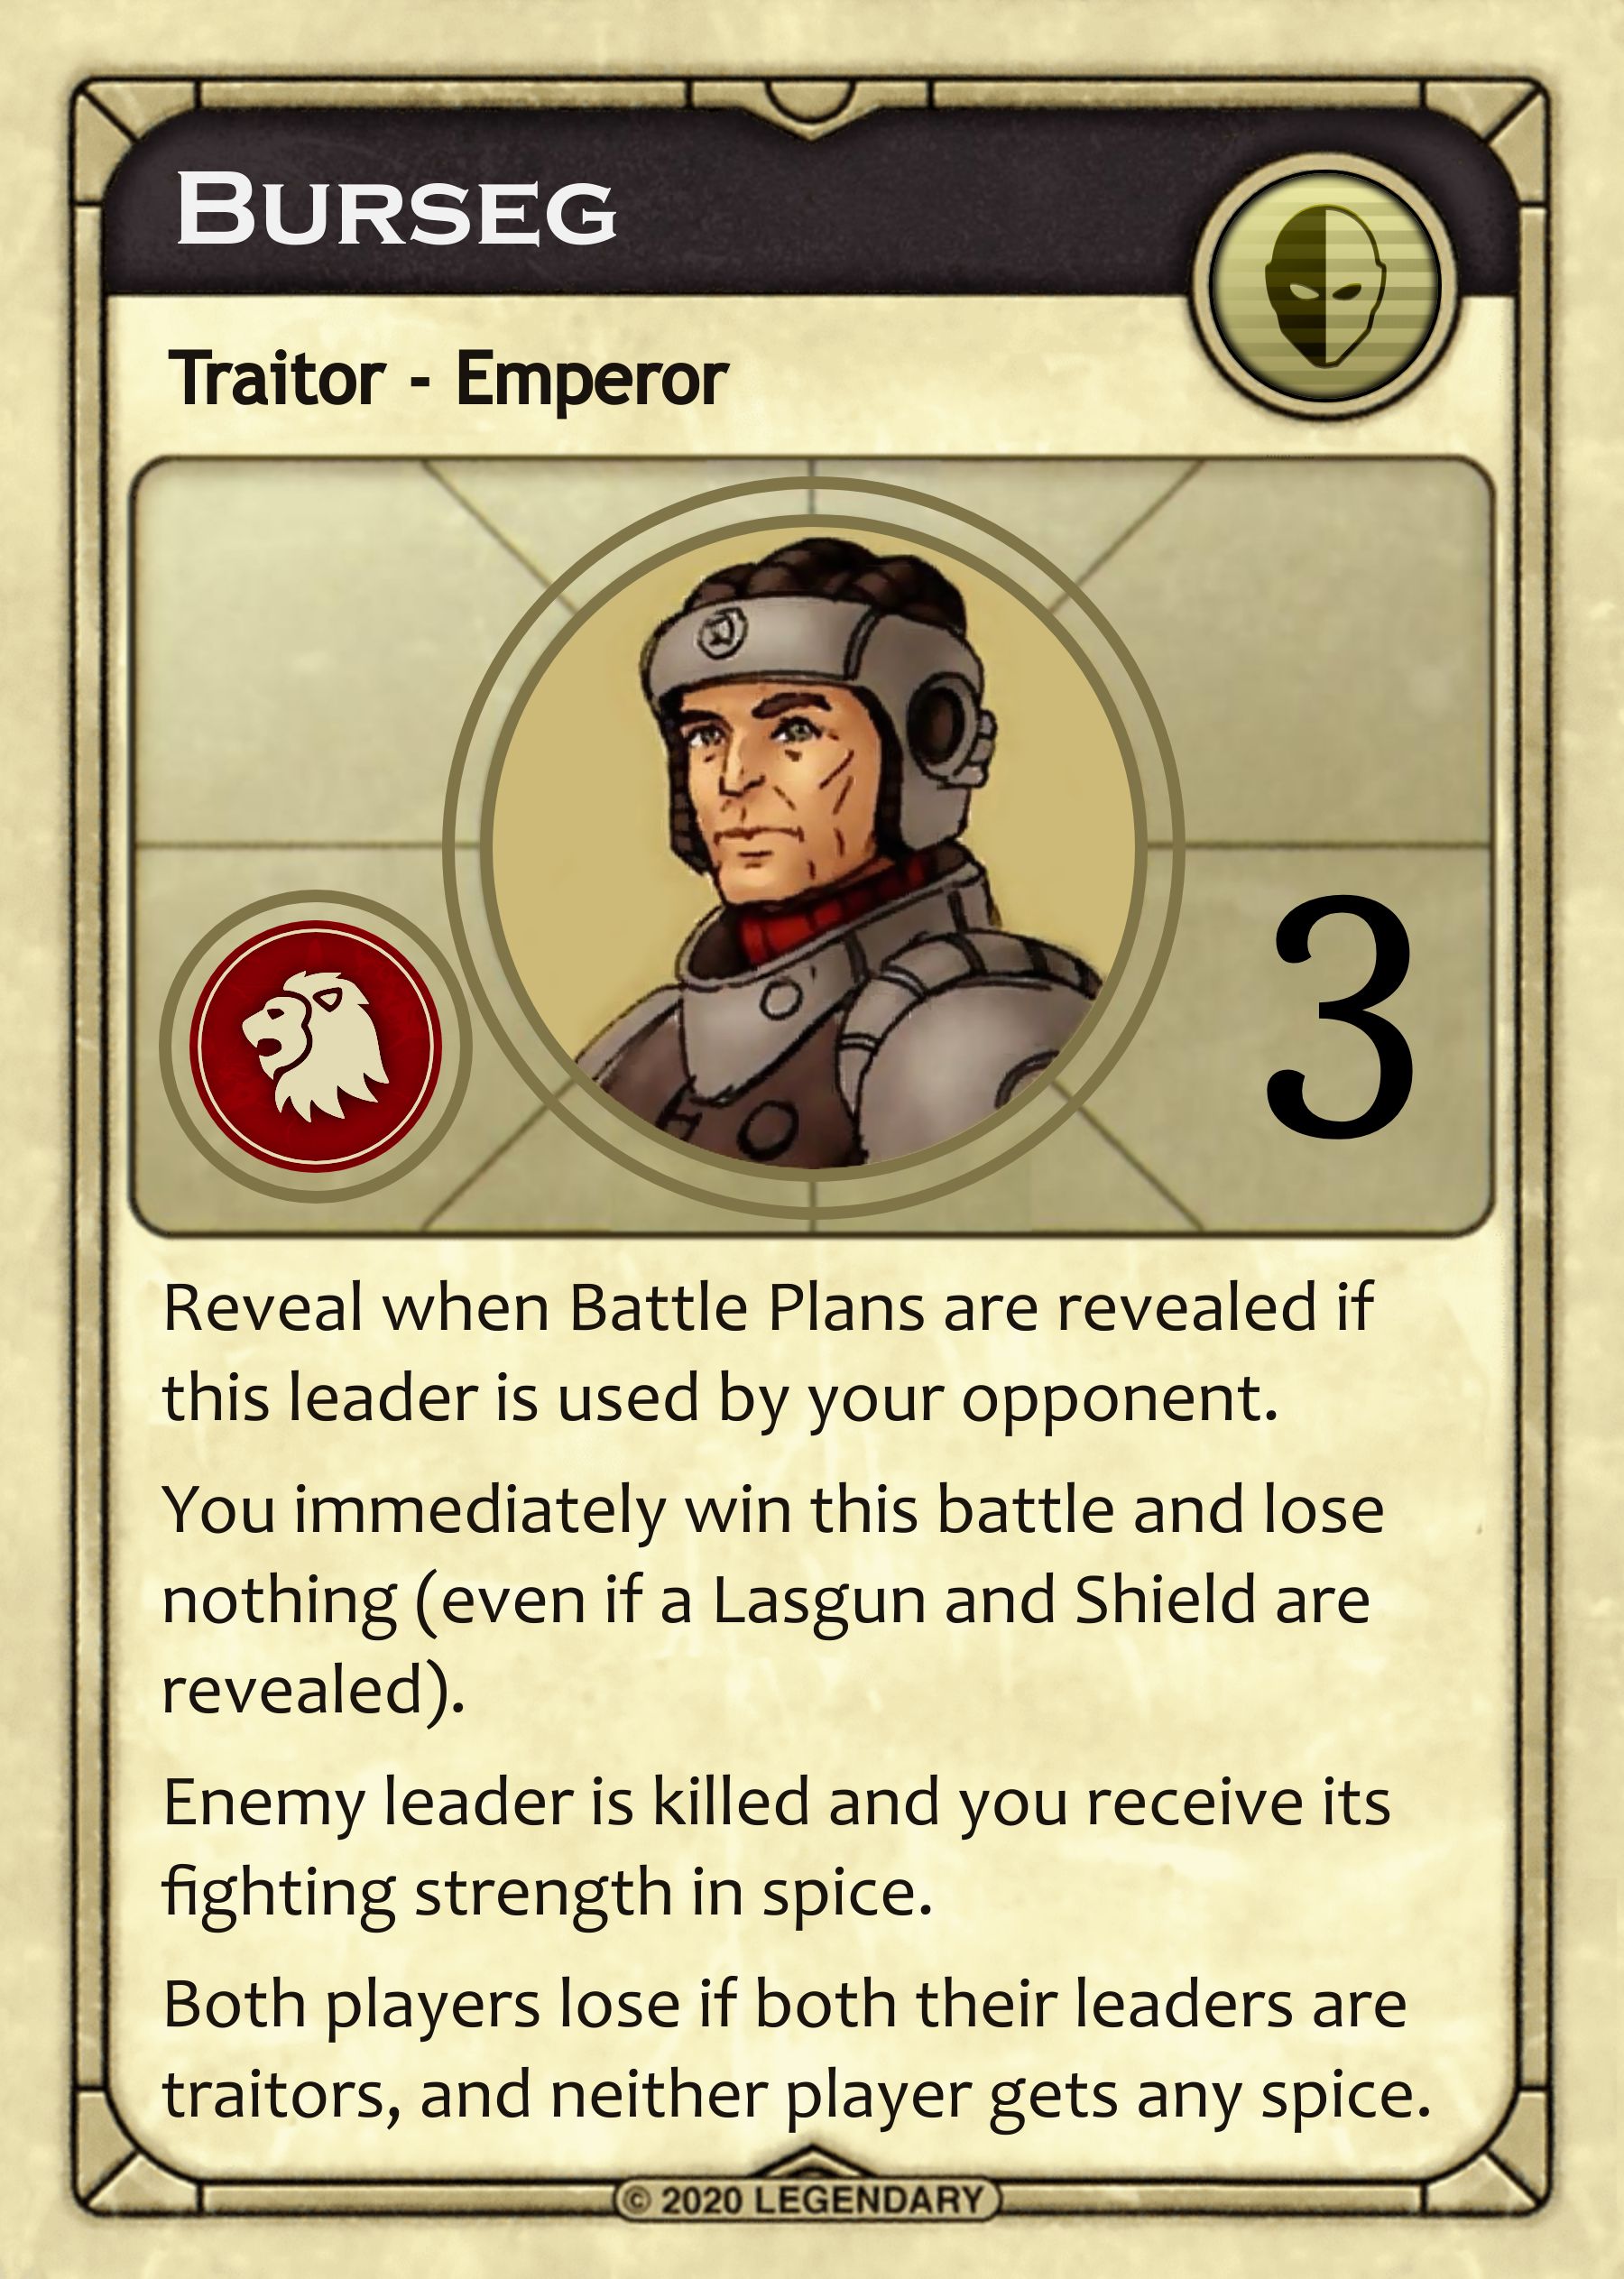 BURSEG
Traitor - Emperor
3
Reveal when Battle Plans are revealed if
this leader is used by your opponent.
You immediately win this battle and lose
nothing (even if a Lasgun and Shield are
revealed).
Enemy leader is killed and you receive its
fighting strength in spice.
Both players lose if both their leaders are
traitors, and neither player gets any spice.
© 2020 LEGENDARY